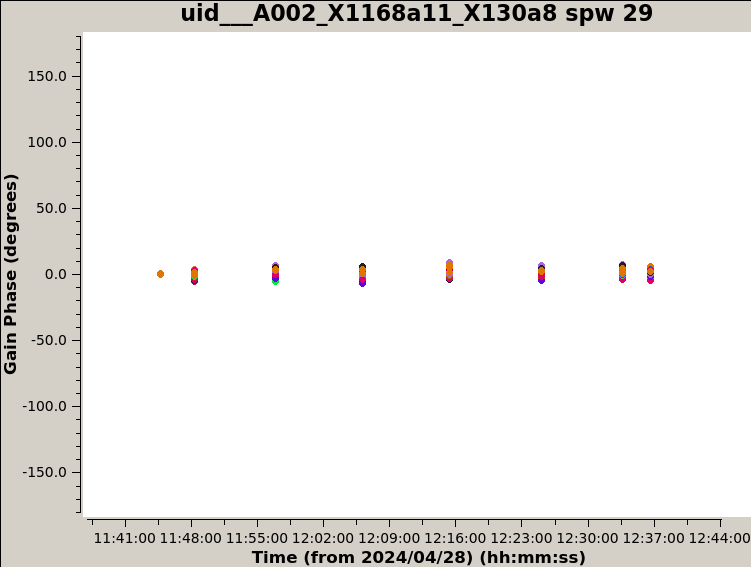 uid___A002_X1168a11_X130a8 spw 29
150.0
100.0
50.0
0.0
-50.0
-100.0
-150.0
Gain Phase (degrees)
11:41:00 11:48:00 11:55:00 12:02:00 12:09:00 12:16:00 12:23:00 12:30:00 12:37:00 12:44:00
Time (from 2024/04/28) (hh:mm:ss)